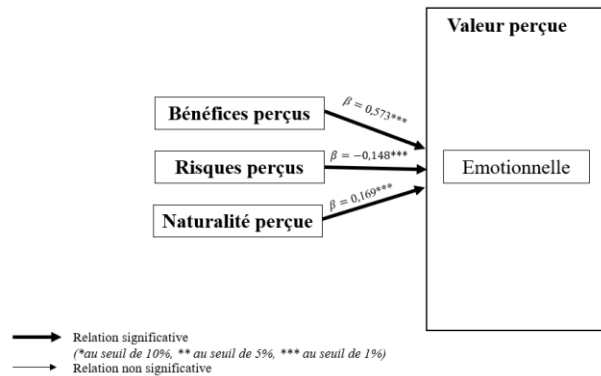 Valeur perçue
β = 0,573***
Bénéfices perçus
β = −0,148***
Risques perçus
Emotionnelle
β = 0,169***
Naturalité perçue
Relation significative
(*au seuil de 10%, ** au seuil de 5%, *** au seuil de 1%)
Relation non significative